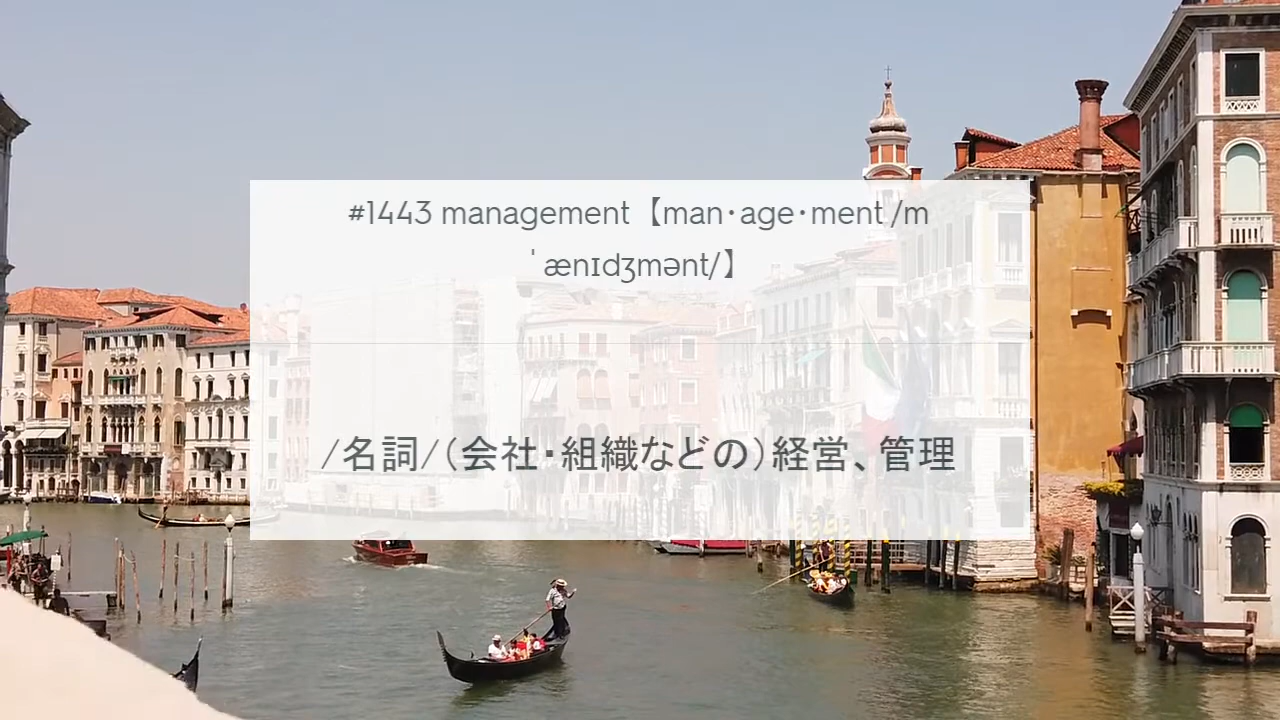 #1443 management【man・age・ment /m
ˈænɪdʒmənt/】
/名詞/（会社・組織などの）経営、管理